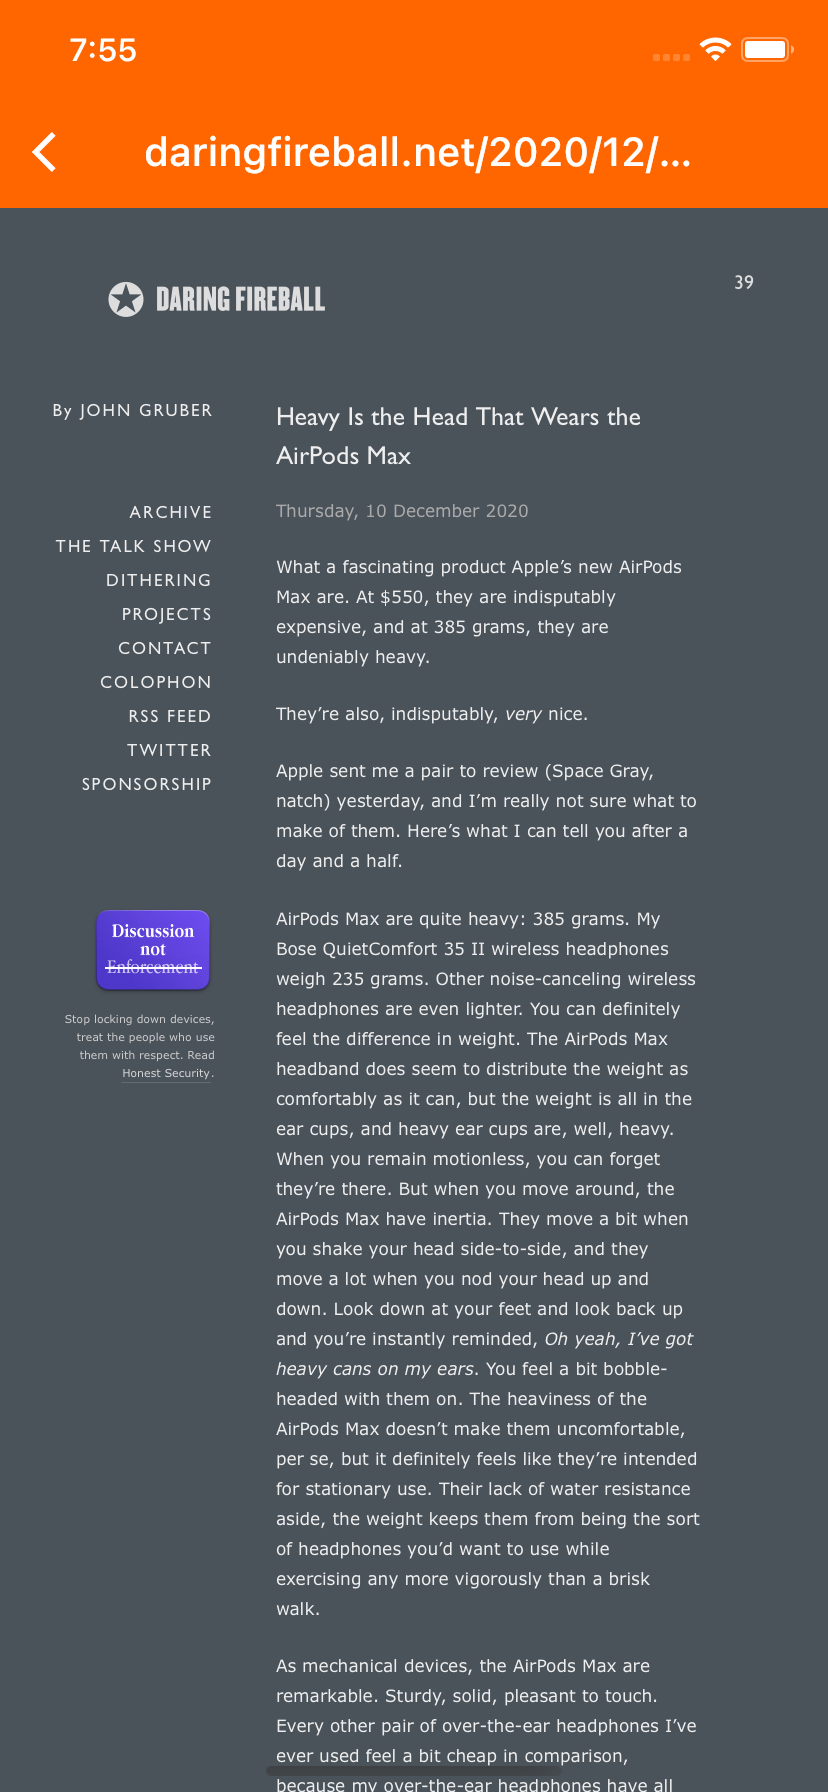 7:55
daringfireball.net/2020/12/...
DARING FIREBALL
39
By JOHN GRUBER
ARCHIVE
THE TALK SHOW
DITHERING
PROJECTS
CONTACT
COLOPHON
RSS FEED
TWITTER
SPONSORSHIP
Discussion
not
Enforcement
Stop locking down devices,
treat the people who use
them with respect. Read
Honest Security.
Heavy Is the Head That Wears the
AirPods Max
Thursday, 10 December 2020
What a fascinating product Apple’s new AirPods
Max are. At $550, they are indisputably
expensive, and at 385 grams, they are
undeniably heavy.
They’re also, indisputably, very nice.
Apple sent me a pair to review (Space Gray,
natch) yesterday, and I’m really not sure what to
make of them. Here’s what I can tell you after a
day and a half.
AirPods Max are quite heavy: 385 grams. My
Bose QuietComfort 35 II wireless headphones
weigh 235 grams. Other noise-canceling wireless
headphones are even lighter. You can definitely
feel the difference in weight. The AirPods Max
headband does seem to distribute the weight as
comfortably as it can, but the weight is all in the
ear cups, and heavy ear cups are, well, heavy.
When you remain motionless, you can forget
they’re there. But when you move around, the
AirPods Max have inertia. They move a bit when
you shake your head side-to-side, and they
move a lot when you nod your head up and
down. Look down at your feet and look back up
and you’re instantly reminded, Oh yeah, I’ve got
heavy cans on my ears. You feel a bit bobble-
headed with them on. The heaviness of the
AirPods Max doesn’t make them uncomfortable,
per se, but it definitely feels like they’re intended
for stationary use. Their lack of water resistance
aside, the weight keeps them from being the sort
of headphones you’d want to use while
exercising any more vigorously than a brisk
walk.
As mechanical devices, the AirPods Max are
remarkable. Sturdy, solid, pleasant to touch.
Every other pair of over-the-ear headphones I’ve
ever used feel a bit cheap in comparison,
because my over-the-ear headphones have all